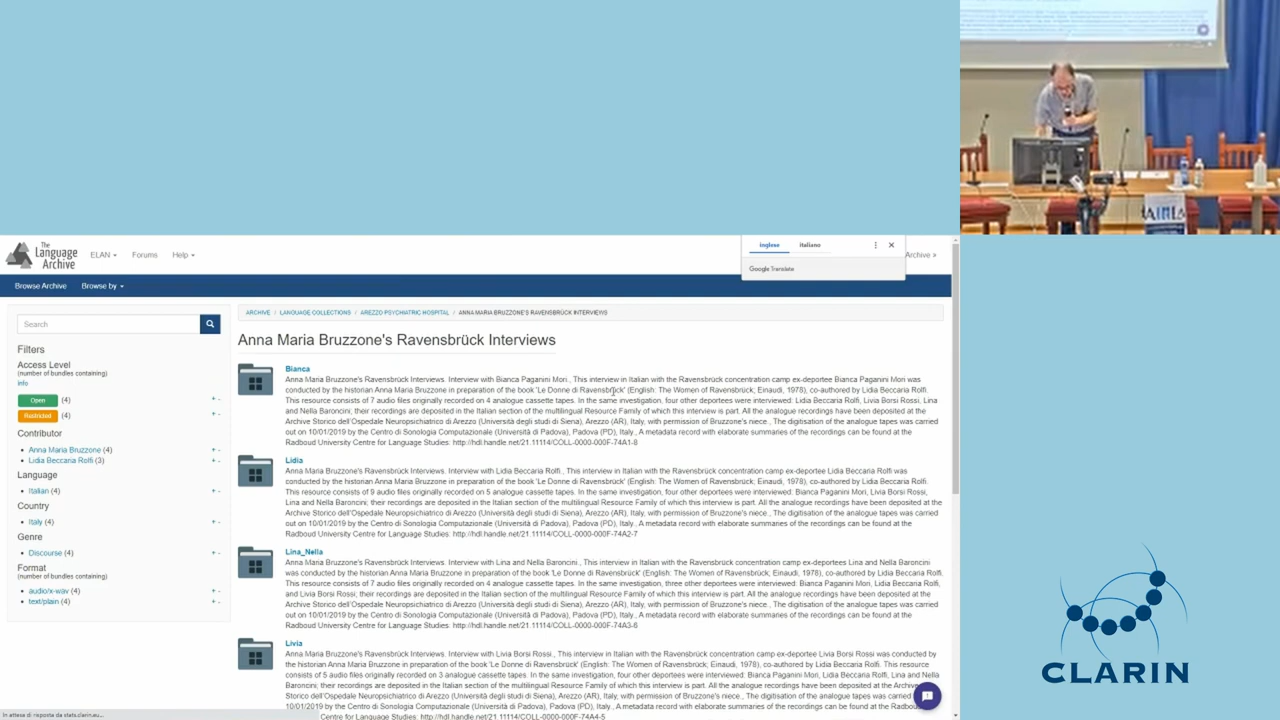 The
Language
Archive
ELAN
Forums
Help
Inglese
Italiano
Google Translate
Archive »
Browse Archive
Browse by
Search
Filters
Access Level
(number of bundles containing)
Info
Open (4) + -
Restricted (4) + -
Contributor
Anna Maria Bruzzone (4) + -
Lidia Beccaria Rolfi (3) + -
Language
Italian (4) + -
Country
Italy (4) + -
Genre
Discourse (4) + -
Format
(number of bundles containing)
audio/x-wav (4) + -
text/plain (4) + -
ARCHIVE / LANGUAGE COLLECTIONS / AREZZO PSYCHIATRIC HOSPITAL / ANNA MARIA BRUZZONE'S RAVENSBRÜCK INTERVIEWS
Anna Maria Bruzzone's Ravensbrück Interviews
Bianca
Anna Maria Bruzzone's Ravensbrück Interviews. Interview with Bianca Paganini Mori., This interview in Italian with the Ravensbrück concentration camp ex-deportee Bianca Paganini Mori was
conducted by the historian Anna Maria Bruzzone in preparation of the book 'Le Donne di Ravensbrück' (English: The Women of Ravensbrück; Einaudi, 1978), co-authored by Lidia Beccaria Rolfi.
This resource consists of 7 audio files originally recorded on 4 analogue cassette tapes. In the same investigation, four other deportees were interviewed: Lidia Beccaria Rolfi, Livia Borsi Rossi, Lina
and Nella Baroncini; their recordings are deposited in the Italian section of the multilingual Resource Family of which this interview is part. All the analogue recordings have been deposited at the
Archive Storico dell'Ospedale Neuropsichiatrico di Arezzo (Università degli studi di Siena), Arezzo (AR), Italy, with permission of Bruzzone's niece., The digitisation of the analogue tapes was carried
out on 10/01/2019 by the Centro di Sonologia Computazionale (Università di Padova), Padova (PD), Italy., A metadata record with elaborate summaries of the recordings can be found at the
Radboud University Centre for Language Studies: http://hdl.handle.net/21.11114/COLL-0000-000F-74A1-8
Lidia
Anna Maria Bruzzone's Ravensbrück Interviews. Interview with Lidia Beccaria Rolfi., This interview in Italian with the Ravensbrück concentration camp ex-deportee Lidia Beccaria Rolfi was
conducted by the historian Anna Maria Bruzzone in preparation of the book 'Le Donne di Ravensbrück' (English: The Women of Ravensbrück; Einaudi, 1978), co-authored by Lidia Beccaria Rolfi.
This resource consists of 9 audio files originally recorded on 5 analogue cassette tapes. In the same investigation, four other deportees were interviewed: Bianca Paganini Mori, Livia Borsi Rossi,
Lina and Nella Baroncini; their recordings are deposited in the Italian section of the multilingual Resource Family of which this interview is part. All the analogue recordings have been deposited at
the Archive Storico dell'Ospedale Neuropsichiatrico di Arezzo (Università degli studi di Siena), Arezzo (AR), Italy, with permission of Bruzzone's niece., The digitisation of the analogue tapes was
carried out on 10/01/2019 by the Centro di Sonologia Computazionale (Università di Padova), Padova (PD), Italy., A metadata record with elaborate summaries of the recordings can be found at the
Radboud University Centre for Language Studies: http://hdl.handle.net/21.11114/COLL-0000-000F-74A2-7
Lina_Nella
Anna Maria Bruzzone's Ravensbrück Interviews. Interview with Lina and Nella Baroncini , This interview in Italian with the Ravensbrück concentration camp ex-deportees Lina and Nella Baroncini
was conducted by the historian Anna Maria Bruzzone in preparation of the book 'Le Donne di Ravensbrück' (English: The Women of Ravensbrück; Einaudi, 1978), co-authored by Lidia Beccaria Rolfi.
This resource consists of 7 audio files originally recorded on 4 analogue cassette tapes. In the same investigation, three other deportees were interviewed: Bianca Paganini Mori, Lidia Beccaria Rolfi,
and Livia Borsi Rossi; their recordings are deposited in the Italian section of the multilingual Resource Family of which this interview is part. All the analogue recordings have been deposited at the
Archive Storico dell'Ospedale Neuropsichiatrico di Arezzo (Università degli studi di Siena), Arezzo (AR), Italy, with permission of Bruzzone's niece., The digitisation of the analogue tapes was carried
out on 10/01/2019 by the Centro di Sonologia Computazionale (Università di Padova), Padova (PD), Italy., A metadata record with elaborate summaries of the recordings can be found at the
Radboud University Centre for Language Studies: http://hdl.handle.net/21.11114/COLL-0000-000F-74A3-6
Livia
Anna Maria Bruzzone's Ravensbrück Interviews. Interview with Livia Borsi Rossi , This interview in Italian with the Ravensbrück concentration camp ex-deportee Livia Borsi Rossi was conducted by
the historian Anna Maria Bruzzone in preparation of the book 'Le Donne di Ravensbrück' (English: The Women of Ravensbrück; Einaudi, 1978), co-authored by Lidia Beccaria Rolfi. This resource
consists of 5 audio files originally recorded on 3 analogue cassette tapes. In the same investigation, four other deportees were interviewed: Bianca Paganini Mori, Lidia Beccaria Rolfi, Lina and Nella
Baroncini; their recordings are deposited in the Italian section of the multilingual Resource Family of which this interview is part. All the analogue recordings have been deposited at the Archive
Storico dell'Ospedale Neuropsichiatrico di Arezzo (Università degli studi di Siena), Arezzo (AR), Italy, with permission of Bruzzone's niece , The digitisation of the analogue tapes was carried out on
10/01/2019 by the Centro di Sonologia Computazionale (Università di Padova), Padova (PD), Italy., A metadata record with elaborate summaries of the recordings can be found at the Radboud
Centre for Language Studies: http://hdl.handle.net/21.11114/COLL-0000-000F-74A4-5
In attesa di risposta da stats.clarin.eu...
CLARIN